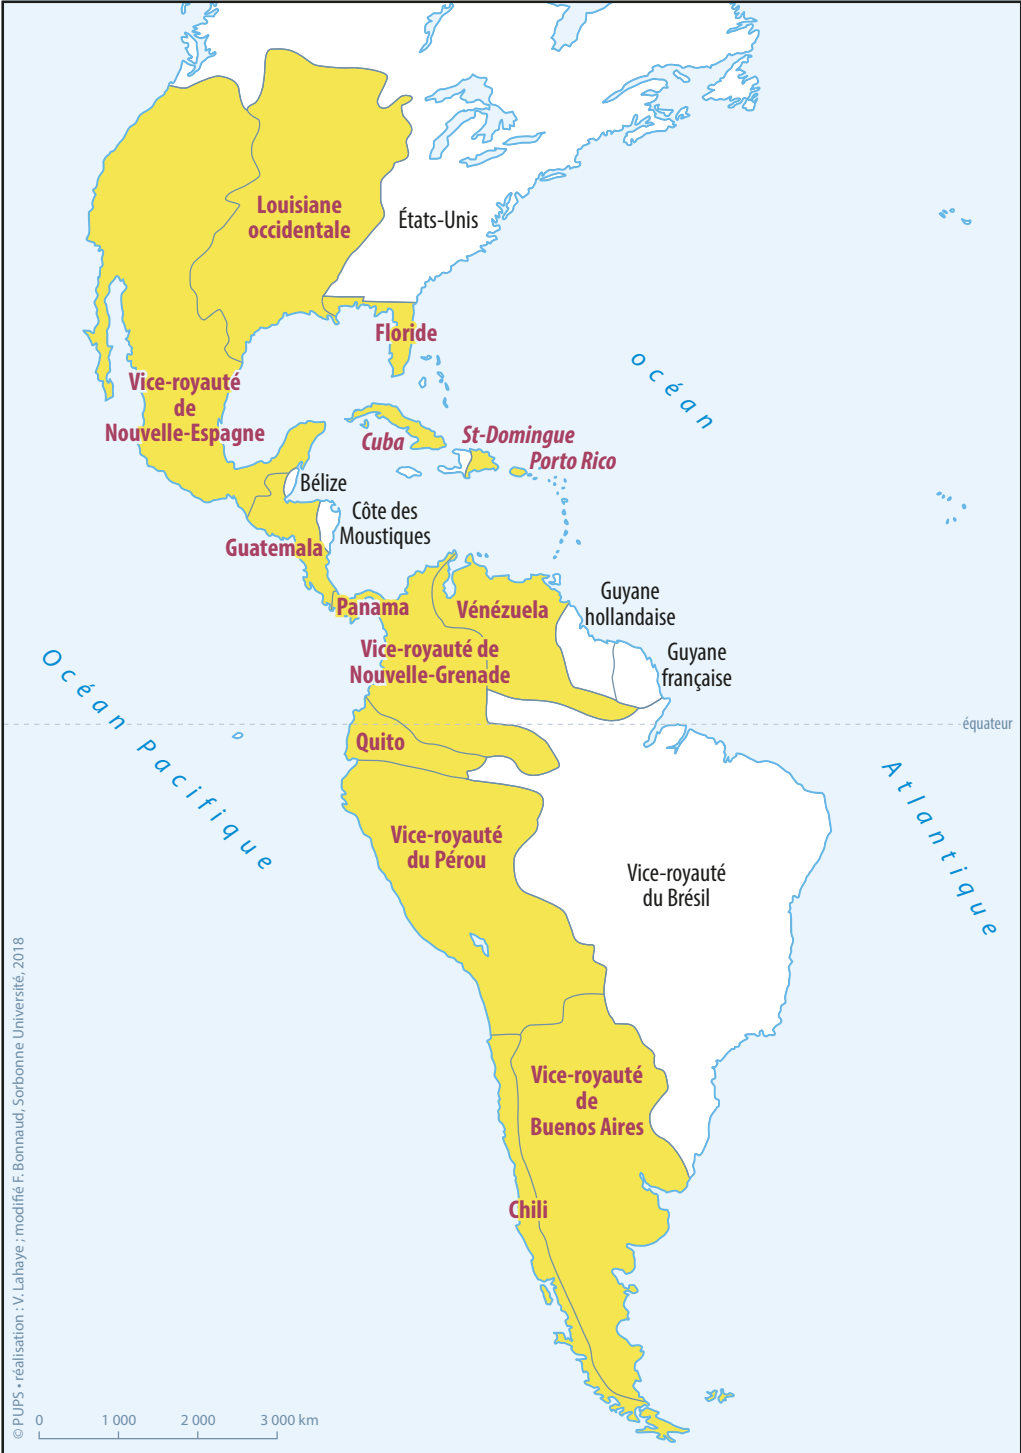 Louisiane
occidentale
États-Unis
Floride
océan
Vice-royauté
de
Nouvelle-Espagne
Cuba
St-Domingue
Porto Rico
Bélize
Côte des
Moustiques
Guatemala
Panama
Vénézuela
Guyane
hollandaise
Vice-royauté de
Nouvelle-Grenade
Guyane
française
Océan Pacifique
équateur
Quito
Atlantique
Vice-royauté
du Pérou
Vice-royauté
du Brésil
Vice-royauté
de
Buenos Aires
Chili
© PUPS • réalisation : V. Lahaye ; modifié F. Bonnaud, Sorbonne Université, 2018
0 1 000 2 000 3 000 km